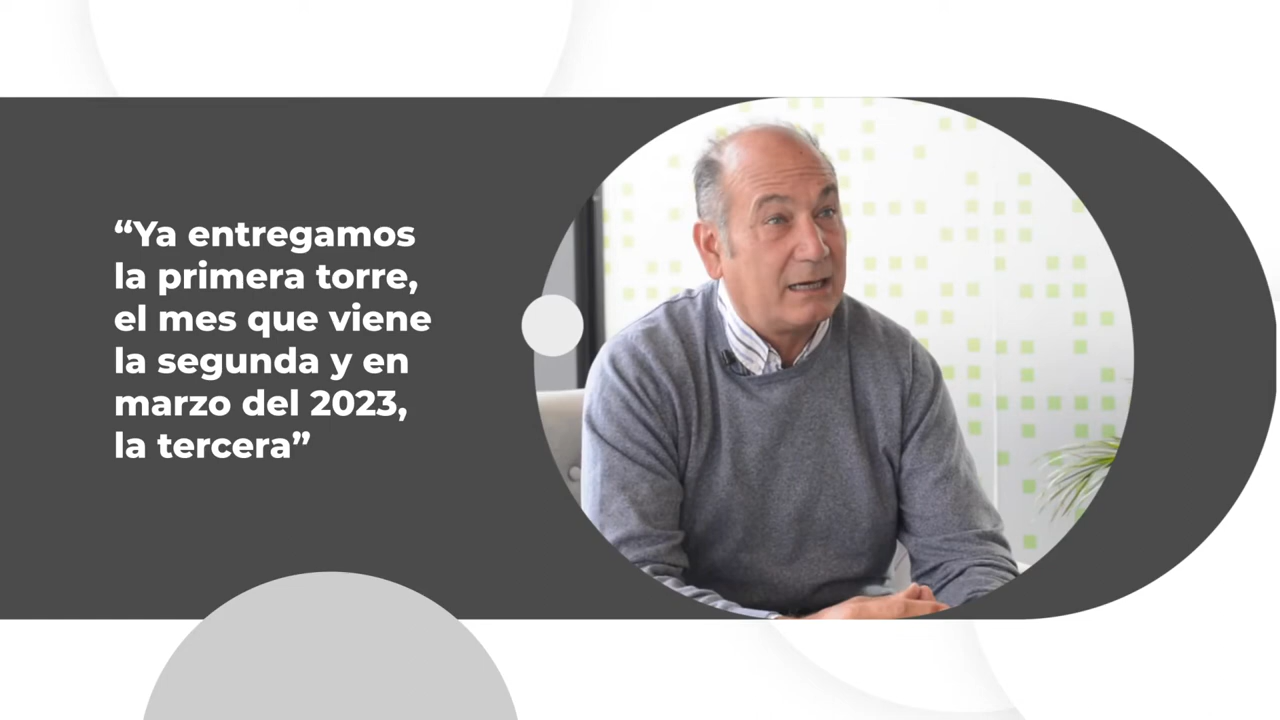 “Ya entregamos
la primera torre,
el mes que viene
la segunda y en
marzo del 2023,
la tercera”